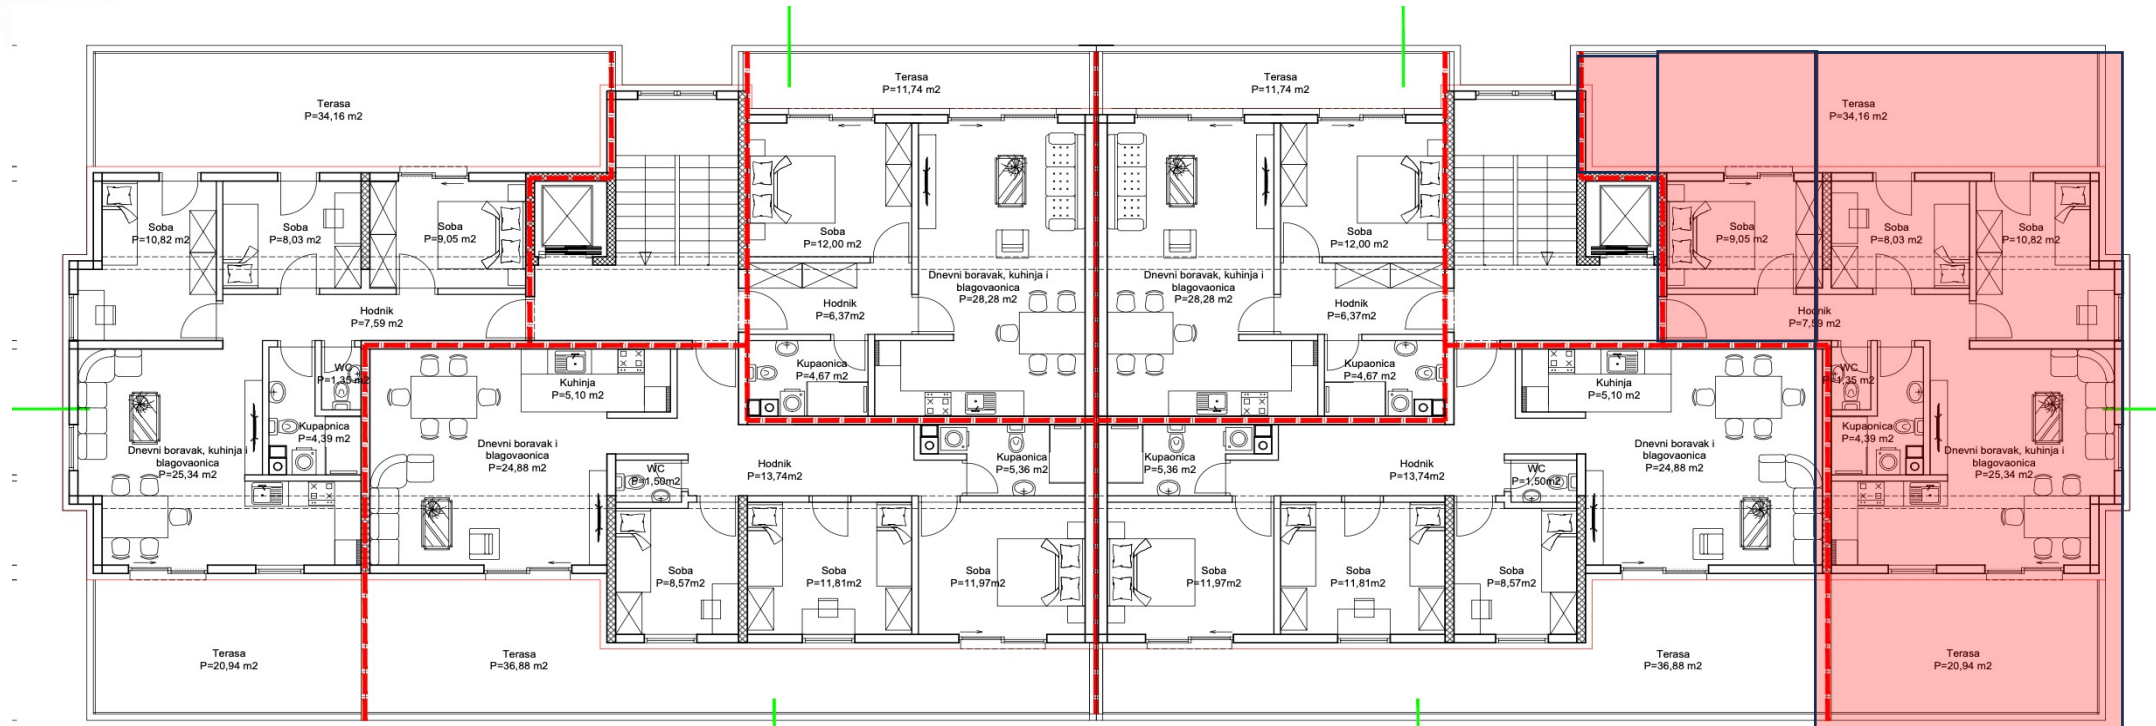 Terasa
P=34,16 m2
Terasa
P=11,74 m2
Terasa
P=11,74 m2
Terasa
P=34,16 m2
Soba
P=10,82 m2
Soba
P=8,03 m2
Soba
P=9,05 m2
Soba
P=12,00 m2
Soba
P=12,00 m2
Soba
P=9,05 m2
Soba
P=8,03 m2
Soba
P=10,82 m2
Dnevni boravak, kuhinja i
blagovaonica
P=28,28 m2
Dnevni boravak, kuhinja i
blagovaonica
P=28,28 m2
Hodnik
P=7,59 m2
Hodnik
P=6,37m2
Hodnik
P=6,37m2
Hodnik
P=7,59 m2
WC
P=1,35 m2
Kuhinja
P=5,10 m2
Kupaonica
P=4,67 m2
Kupaonica
P=4,67 m2
Kuhinja
P=5,10 m2
WC
P=1,35 m2
Kupaonica
P=4,39 m2
Kupaonica
P=4,39 m2
Dnevni boravak, kuhinja i
blagovaonica
P=25,34 m2
Dnevni boravak i
blagovaonica
P=24,88 m2
WC
P=1,50m2
Hodnik
P=13,74m2
Kupaonica
P=5,36 m2
Kupaonica
P=5,36 m2
Hodnik
P=13,74m2
WC
P=1,50m2
Dnevni boravak i
blagovaonica
P=24,88 m2
Dnevni boravak, kuhinja i
blagovaonica
P=25,34 m2
Soba
P=8,57m2
Soba
P=11,81m2
Soba
P=11,97m2
Soba
P=11,97m2
Soba
P=11,81m2
Soba
P=8,57m2
Terasa
P=20,94 m2
Terasa
P=36,88 m2
Terasa
P=36,88 m2
Terasa
P=20,94 m2